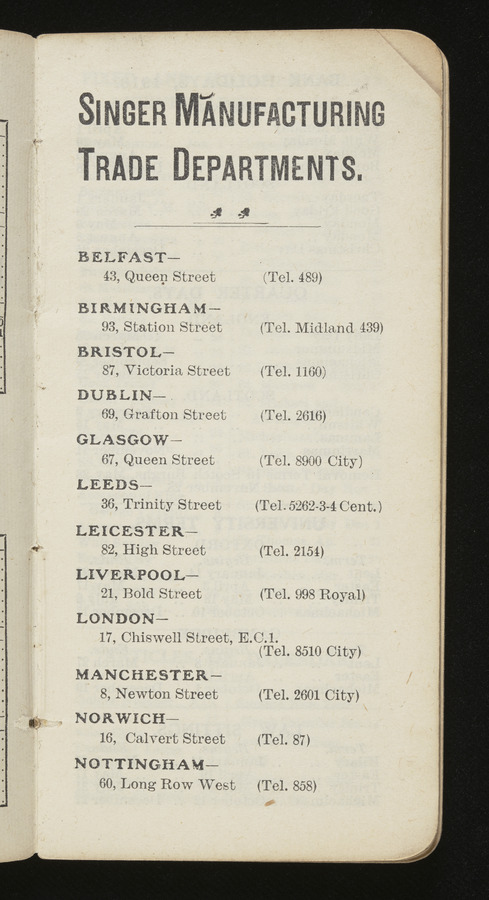 SINGER MANUFACTURING
TRADE DEPARTMENTS.
BELFAST—
43, Queen Street (Tel. 489)
BIRMINGHAM—
93, Station Street (Tel. Midland 439)
BRISTOL—
87, Victoria Street (Tel. 1160)
DUBLIN—
69, Grafton Street (Tel. 2616)
GLASGOW—
67, Queen Street (Tel. 8900 City)
LEEDS—
36, Trinity Street (Tel. 5262-3-4 Cent.)
LEICESTER—
82, High Street (Tel. 2154)
LIVERPOOL—
21, Bold Street (Tel. 998 Royal)
LONDON—
17, Chiswell Street, E.C.1.
(Tel. 8510 City)
MANCHESTER—
8, Newton Street (Tel. 2601 City)
NORWICH—
16, Calvert Street (Tel. 87)
NOTTINGHAM—
60, Long Row West (Tel. 858)